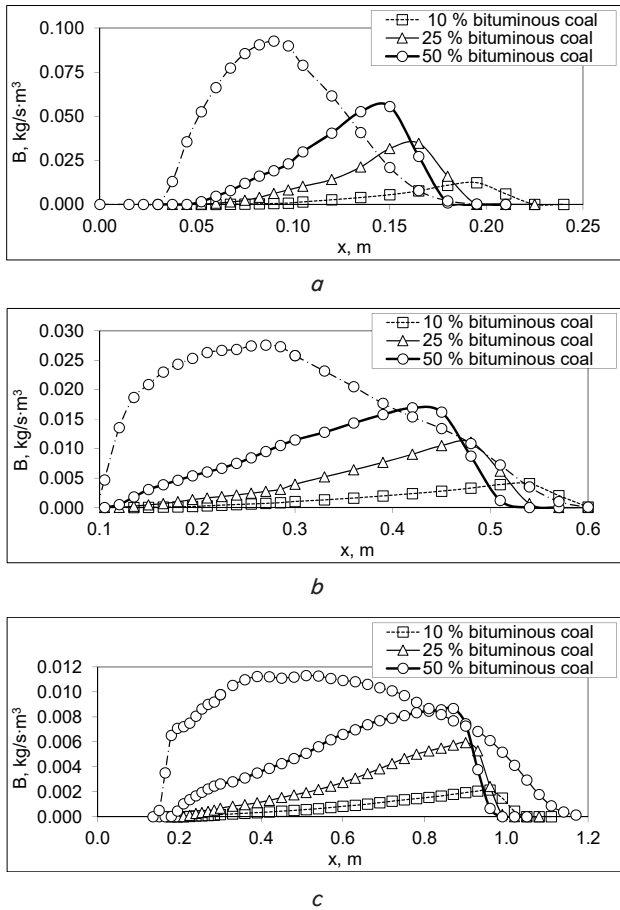 0.100
0.075
0.050
0.025
0.000
B, kg/s·m³
10 % bituminous coal
25 % bituminous coal
50 % bituminous coal
0.00 0.05 0.10 0.15 0.20 0.25
x, m
a
0.030
0.025
0.020
0.015
0.010
0.005
0.000
B, kg/s·m³
10 % bituminous coal
25 % bituminous coal
50 % bituminous coal
0.1 0.2 0.3 0.4 0.5 0.6
x, m
b
0.012
0.010
0.008
0.006
0.004
0.002
0.000
B, kg/s·m³
10 % bituminous coal
25 % bituminous coal
50 % bituminous coal
0.0 0.2 0.4 0.6 0.8 1.0 1.2
x, m
c